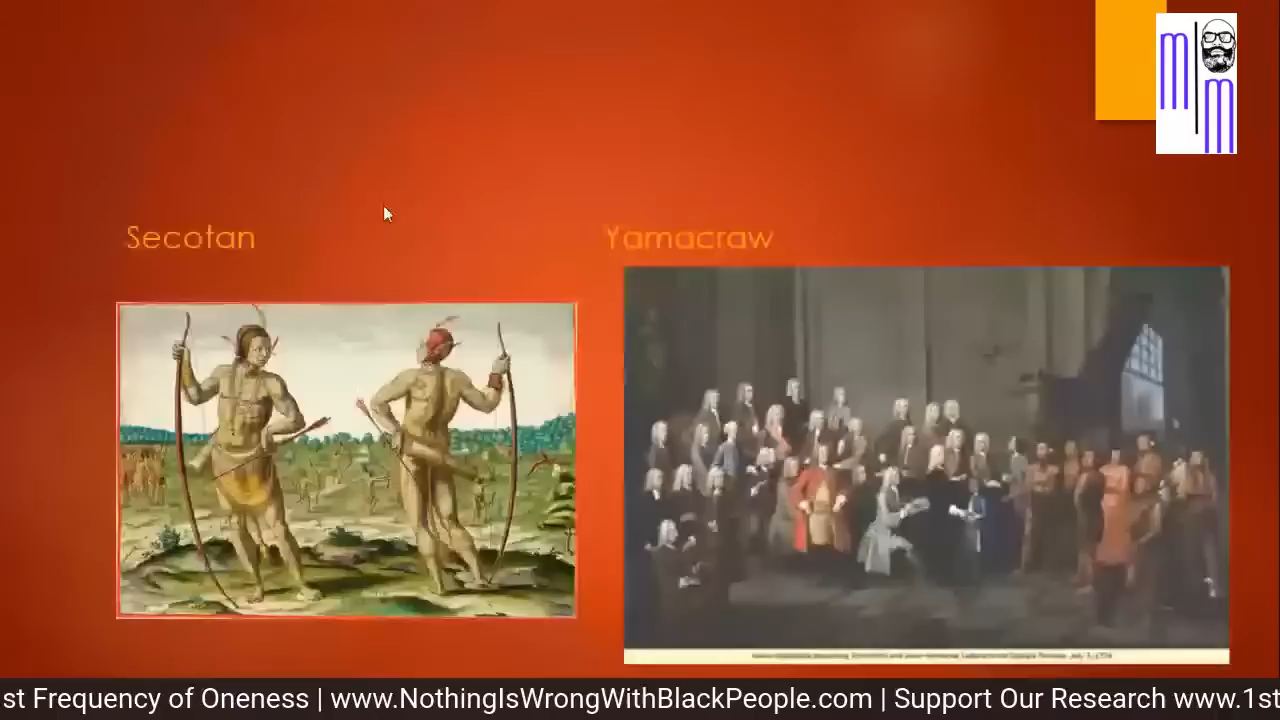 m
m
Secotan
Yamacraw
st Frequency of Oneness | www.NothingIsWrongWithBlackPeople.com | Support Our Research www.1st